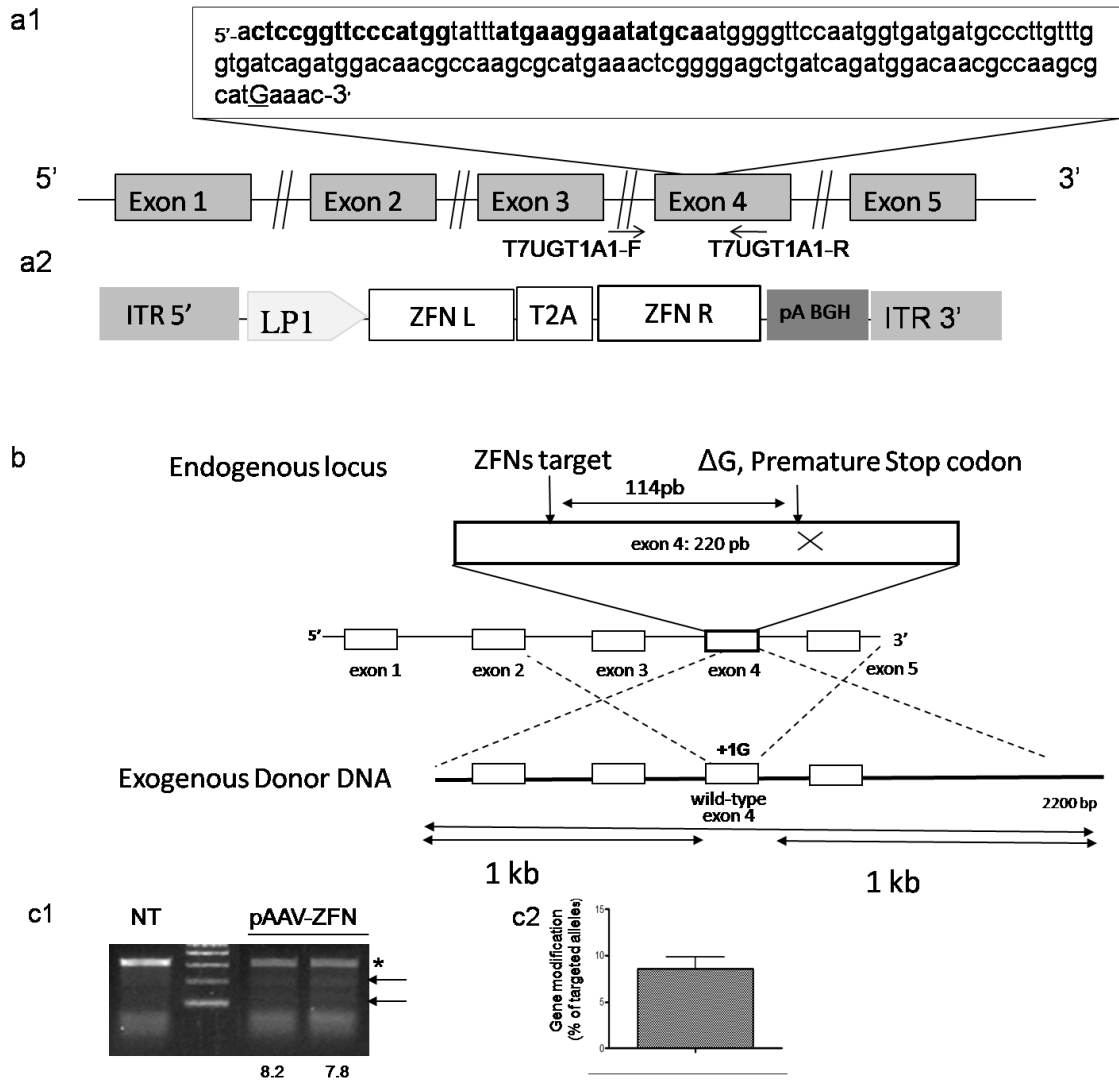 a1
5'-actccggttcccatggtatttatgaaggaatatgcaatggggttccaatggtgatgatgcccttgtttg
gtgatcagatggacaacgccaagcgcatgaaactcggggagctgatcagatggacaacgccaagcg
catGaaac-3'
5' 3'
Exon 1 Exon 2 Exon 3 Exon 4 Exon 5
T7UGT1A1-F T7UGT1A1-R
a2
ITR 5' LP1 ZFN L T2A ZFN R pA BGH ITR 3'
b
Endogenous locus ZFNs target ΔG, Premature Stop codon
114pb
exon 4: 220 pb
5' 3'
exon 1 exon 2 exon 3 exon 4 exon 5
+1G
Exogenous Donor DNA
wild-type
exon 4
2200 bp
1 kb 1 kb
c1 NT pAAV-ZFN
*
8.2 7.8
c2
Gene modification
(% of targeted alleles)
15
10
5
0